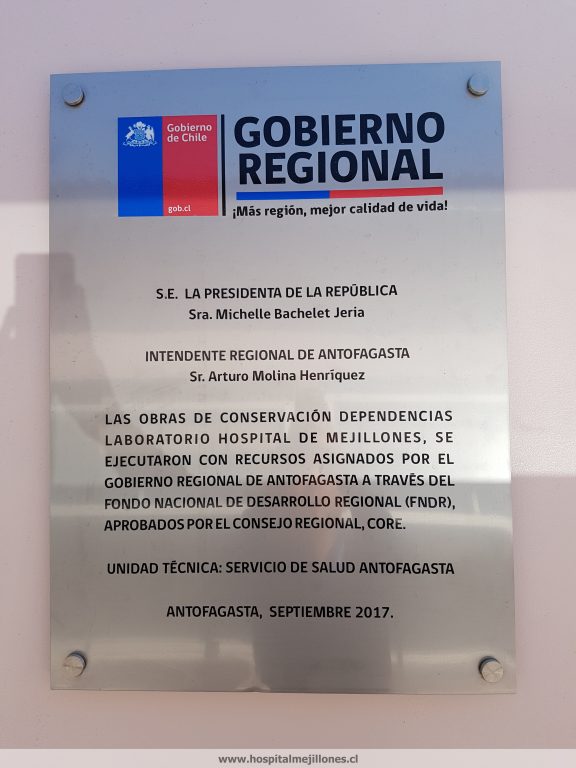 Gobierno
de Chile
gob.cl
GOBIERNO
REGIONAL
¡Más región, mejor calidad de vida!
S.E. LA PRESIDENTA DE LA REPÚBLICA
Sra. Michelle Bachelet Jeria
INTENDENTE REGIONAL DE ANTOFAGASTA
Sr. Arturo Molina Henríquez
LAS OBRAS DE CONSERVACIÓN DEPENDENCIAS
LABORATORIO HOSPITAL DE MEJILLONES, SE
EJECUTARON CON RECURSOS ASIGNADOS POR EL
GOBIERNO REGIONAL DE ANTOFAGASTA A TRAVÉS DEL
FONDO NACIONAL DE DESARROLLO REGIONAL (FNDR),
APROBADOS POR EL CONSEJO REGIONAL, CORE.
UNIDAD TÉCNICA: SERVICIO DE SALUD ANTOFAGASTA
ANTOFAGASTA, SEPTIEMBRE 2017.
www.hospitalmejillones.cl